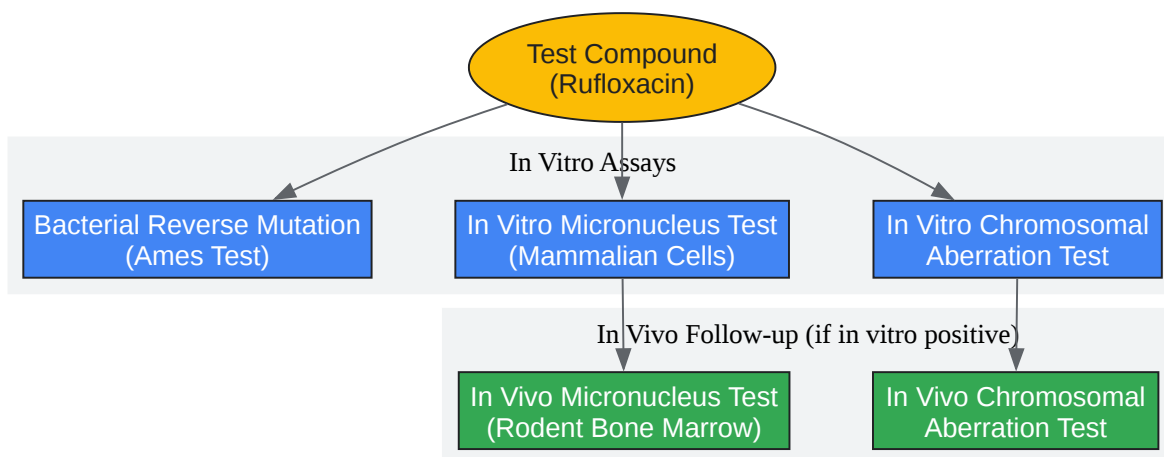 Test Compound
(Rufloxacin)
In Vitro Assays
Bacterial Reverse Mutation
(Ames Test)
In Vitro Micronucleus Test
(Mammalian Cells)
In Vitro Chromosomal
Aberration Test
In Vivo Follow-up (if in vitro positive)
In Vivo Micronucleus Test
(Rodent Bone Marrow)
In Vivo Chromosomal
Aberration Test